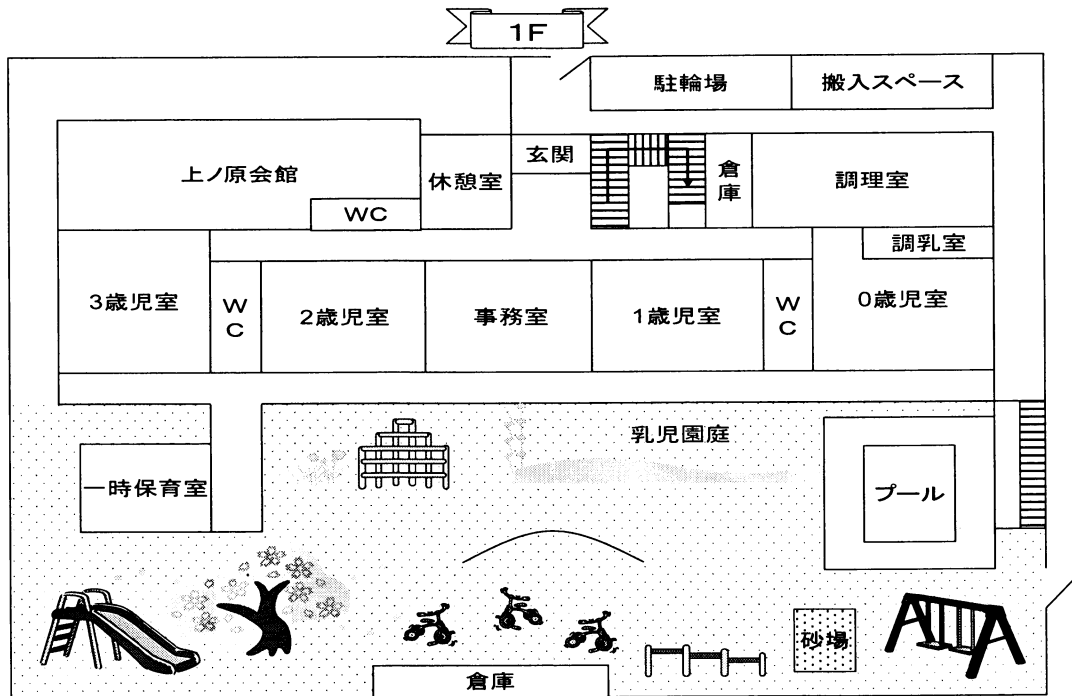 1F
駐輪場
搬入スペース
上ノ原会館
WC
休憩室
玄関
倉庫
調理室
調乳室
3歳児室
WC
2歳児室
事務室
1歳児室
WC
0歳児室
乳児園庭
一時保育室
プール
砂場
倉庫